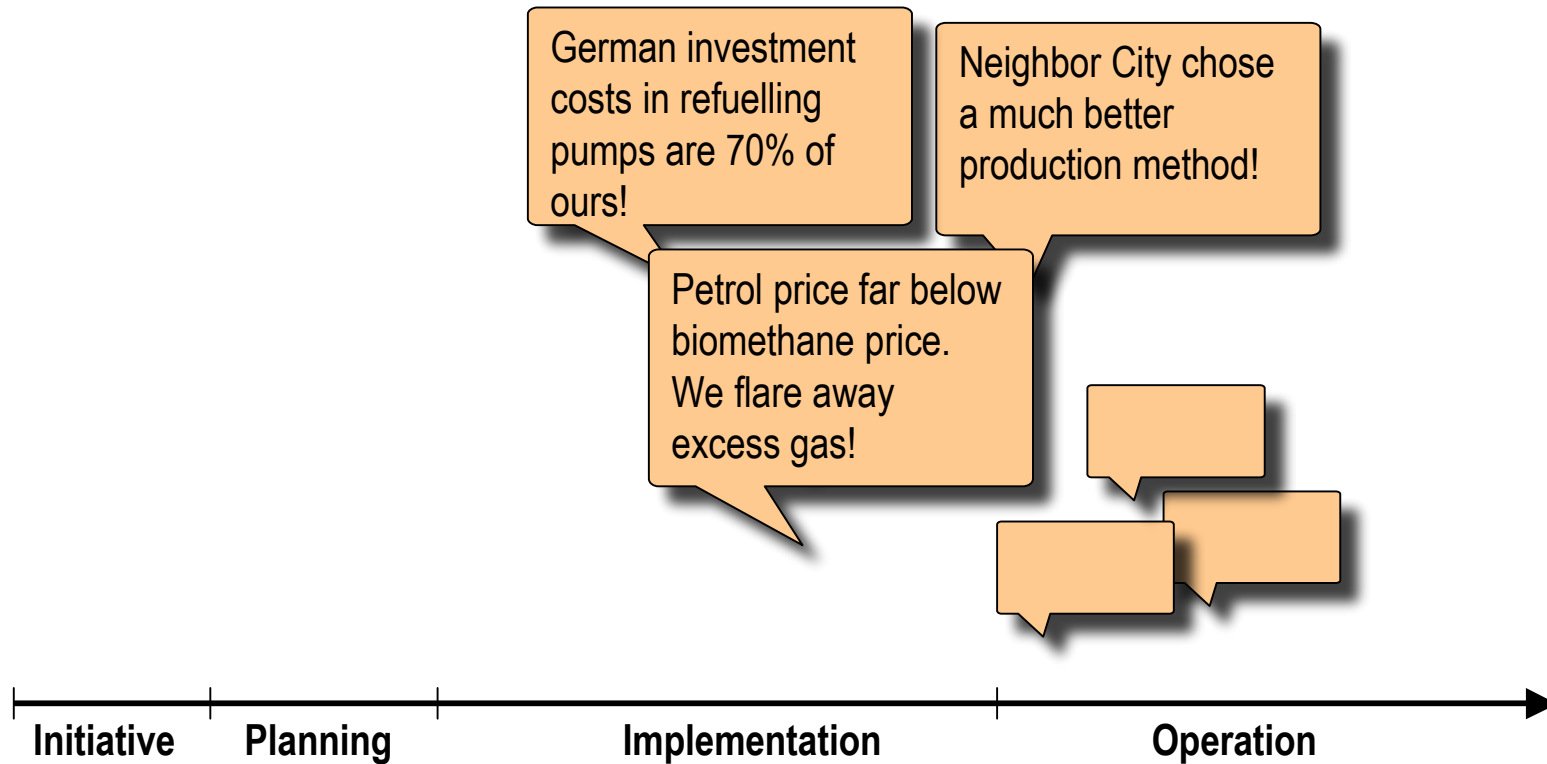 German investment
costs in refuelling
pumps are 70% of
ours!
Neighbor City chose
a much better
production method!
Petrol price far below
biomethane price.
We flare away
excess gas!
Initiative
Planning
Implementation
Operation